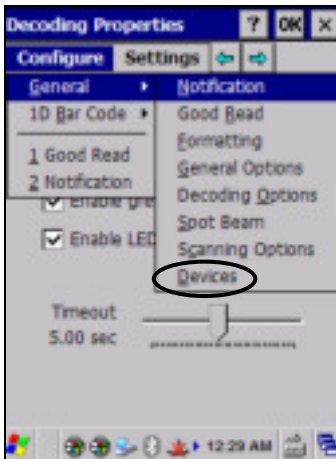 Decoding Properties ? OK ×
Configure Settings
General Notification
1D Bar Code Good Read
Formatting
1 Good Read General Options
2 Notification Decoding Options
Enable gre Spot Beam
Enable LED Scanning Options
Devices
Timeout
5.00 sec
12:29 AM